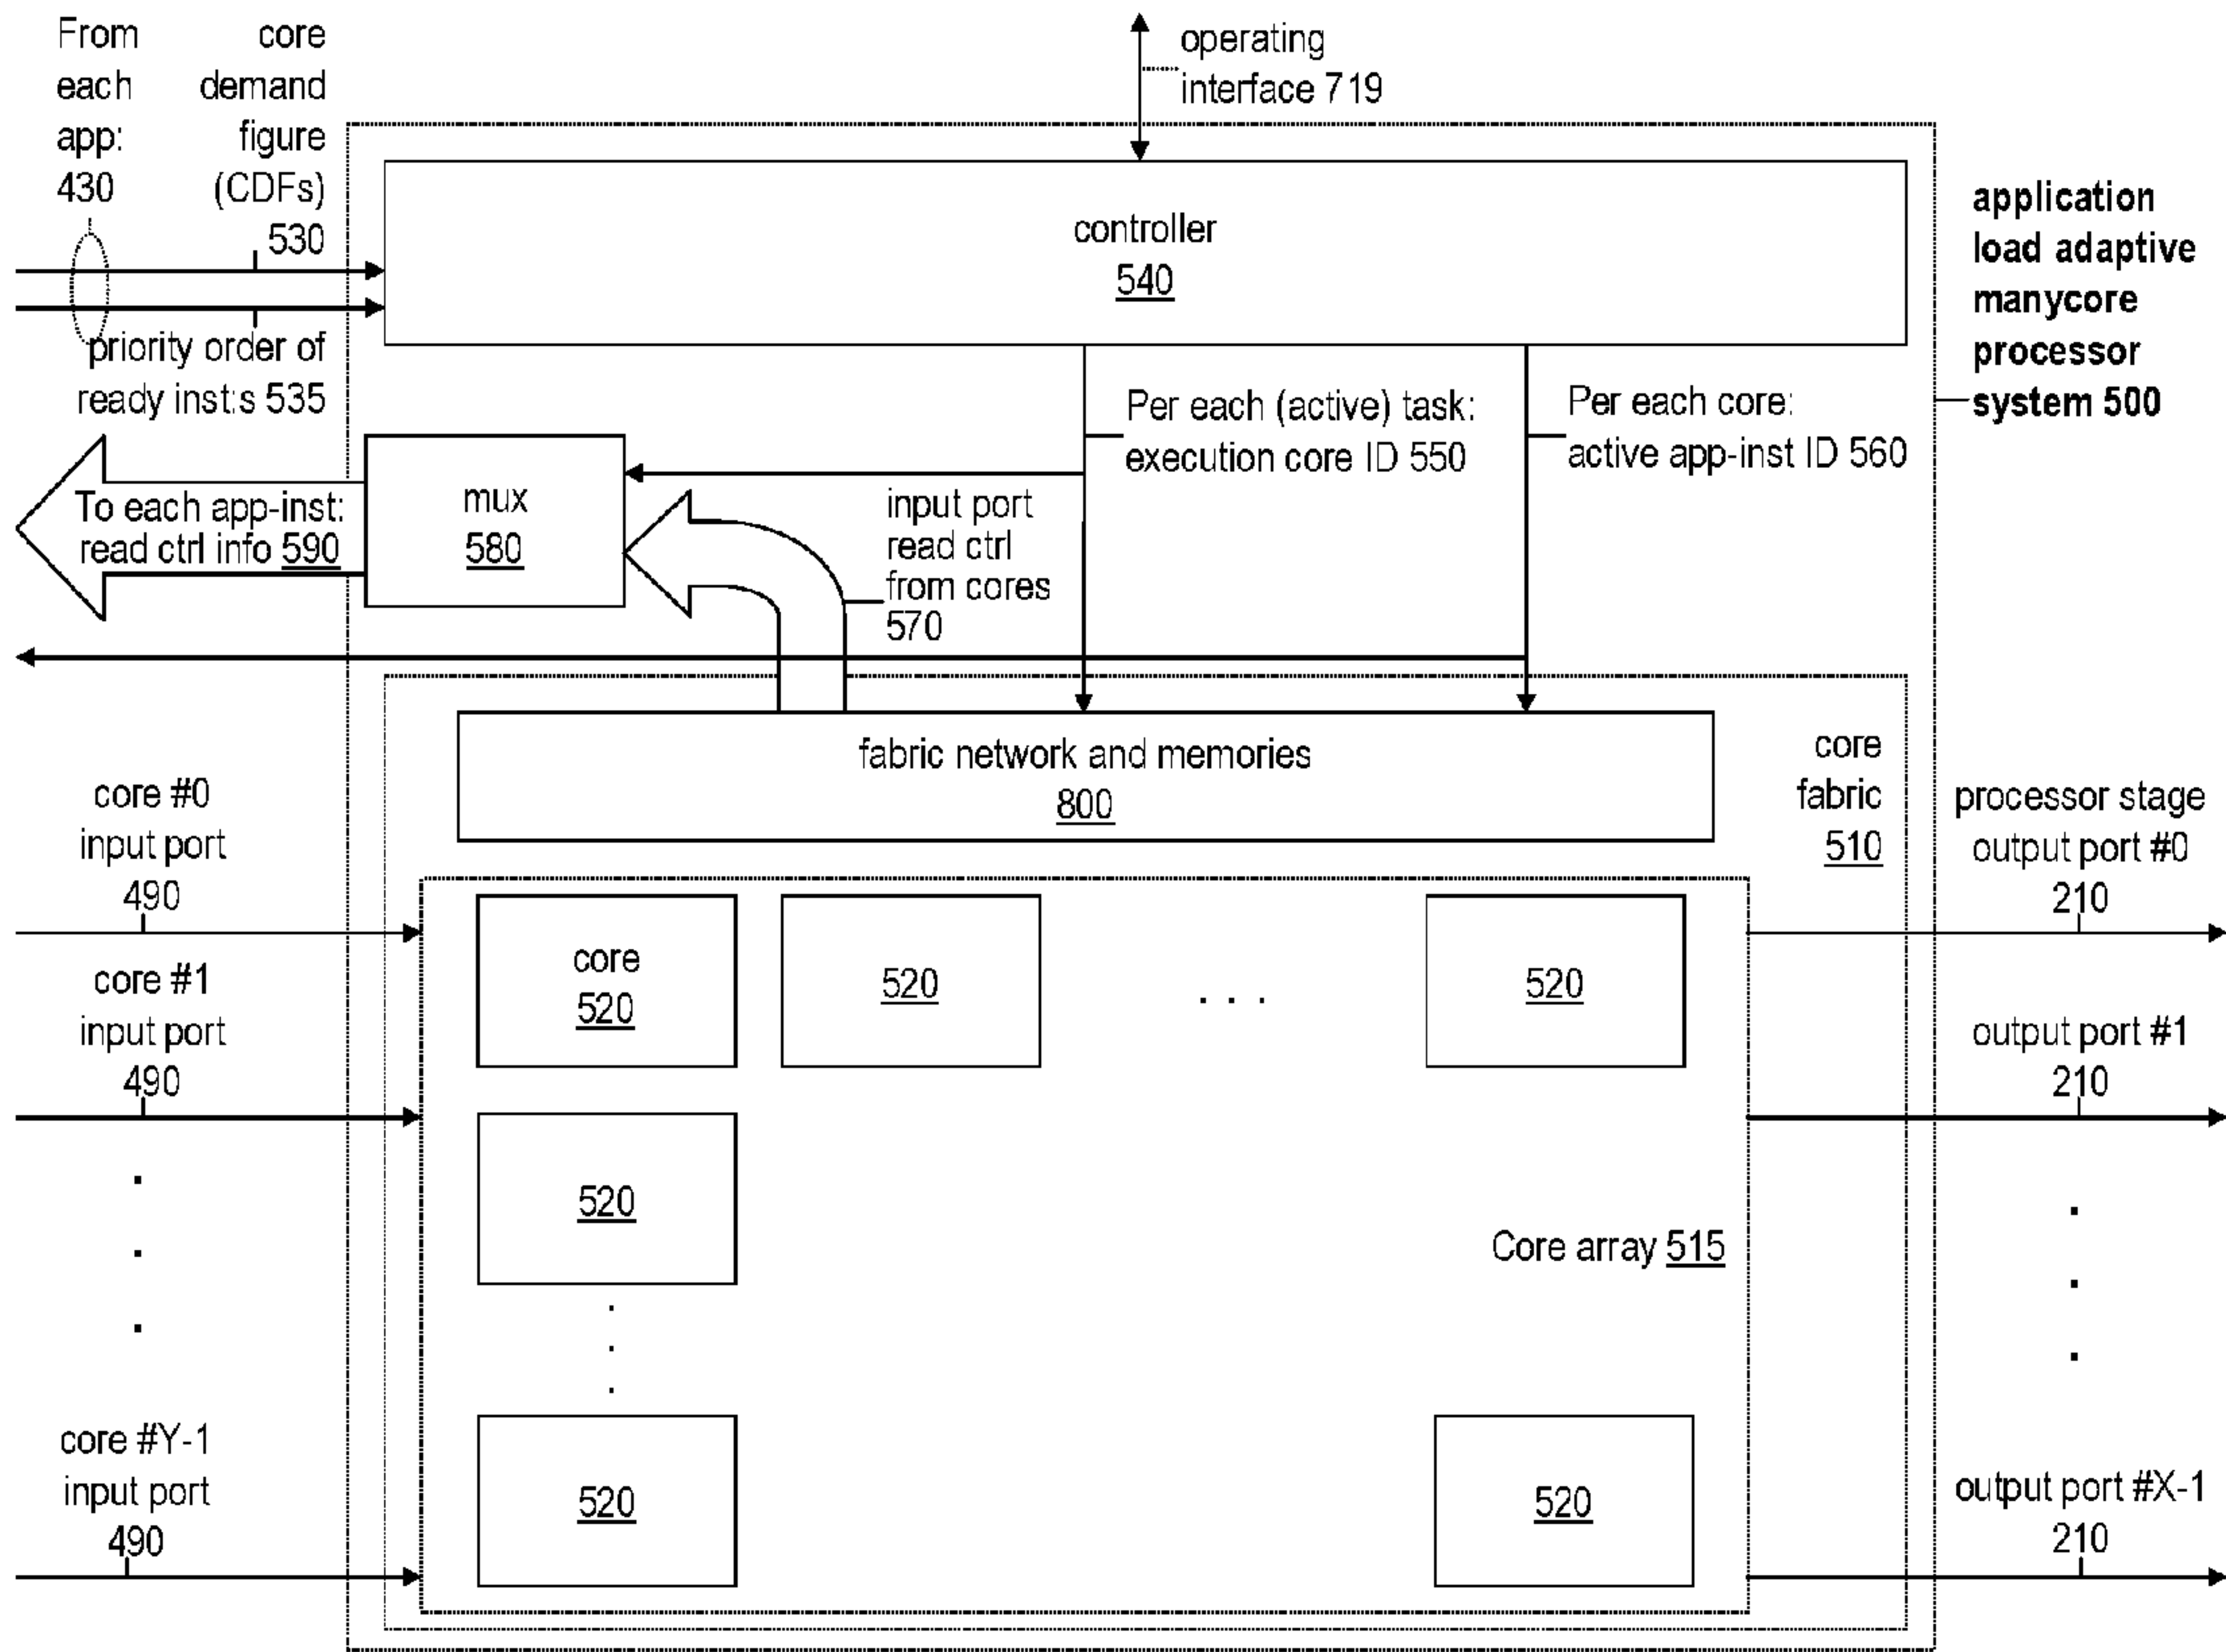 From
each
app:
430
core
demand
figure
(CDFs)
530
priority order of
ready inst:s 535
operating
interface 719
controller
540
application
load adaptive
manycore
processor
system 500
Per each (active) task:
execution core ID 550
Per each core:
active app-inst ID 560
To each app-inst:
read ctrl info 590
mux
580
input port
read ctrl
from cores
570
fabric network and memories
800
core
fabric
510
core #0
input port
490
core #1
input port
490
.
.
.
core #Y-1
input port
490
core
520
520
. . .
520
520
.
.
.
520
520
Core array 515
processor stage
output port #0
210
output port #1
210
.
.
.
output port #X-1
210